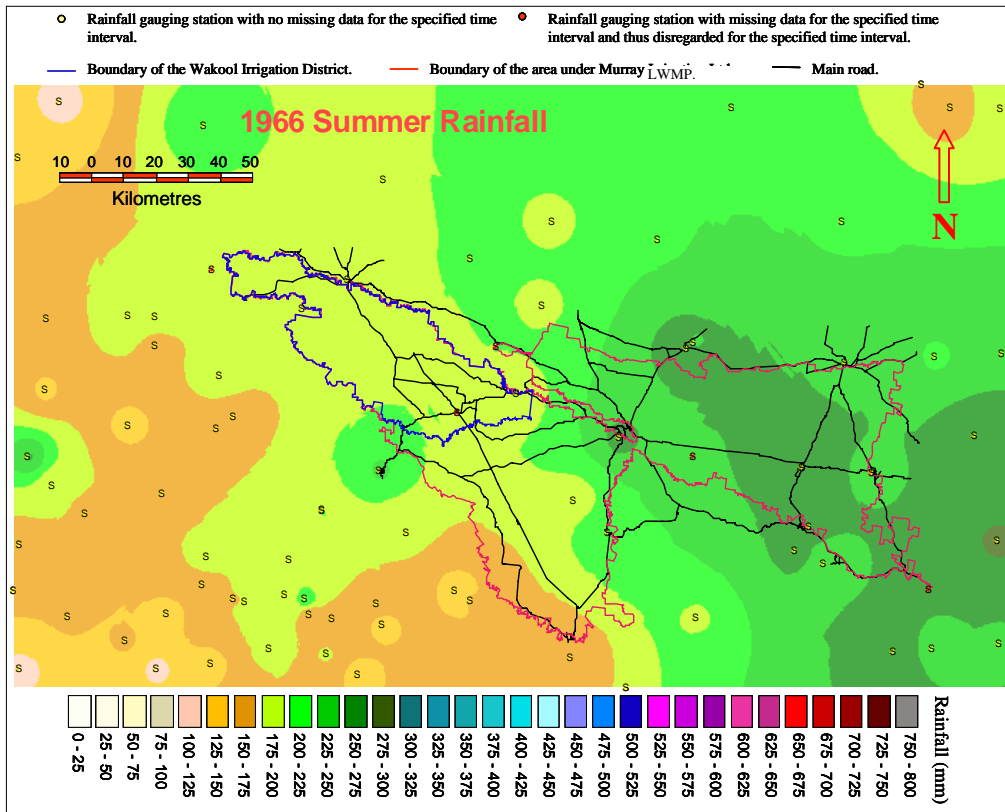 Rainfall gauging station with no missing data for the specified time
interval.
Rainfall gauging station with missing data for the specified time
interval and thus disregarded for the specified time interval.
Boundary of the Wakool Irrigation District.
Boundary of the area under Murray
LWMP.
Main road.
1966 Summer Rainfall
10 0 10 20 30 40 50
Kilometres
N
0 - 25
25 - 50
50 - 75
75 - 100
100 - 125
125 - 150
150 - 175
175 - 200
200 - 225
225 - 250
250 - 275
275 - 300
300 - 325
325 - 350
350 - 375
375 - 400
400 - 425
425 - 450
450 - 475
475 - 500
500 - 525
525 - 550
550 - 575
575 - 600
600 - 625
625 - 650
650 - 675
675 - 700
700 - 725
725 - 750
750 - 800
Rainfall (mm)